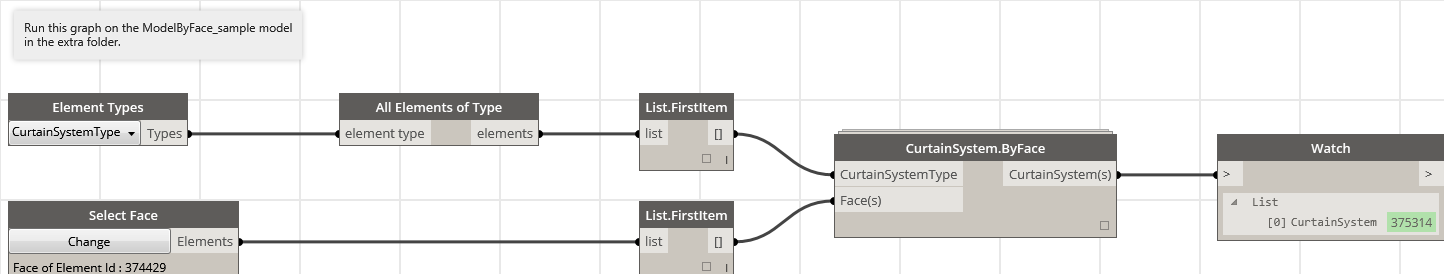 Run this graph on the ModelByFace_sample model
in the extra folder.
Element Types
CurtainSystemType Types
All Elements of Type
element type elements
List.FirstItem
list []
l
CurtainSystem.ByFace
CurtainSystemType CurtainSystem(s)
Face(s)
Watch
> >
List
[0] CurtainSystem 375314
Select Face
Change Elements
Face of Element Id : 374429
List.FirstItem
list []
l